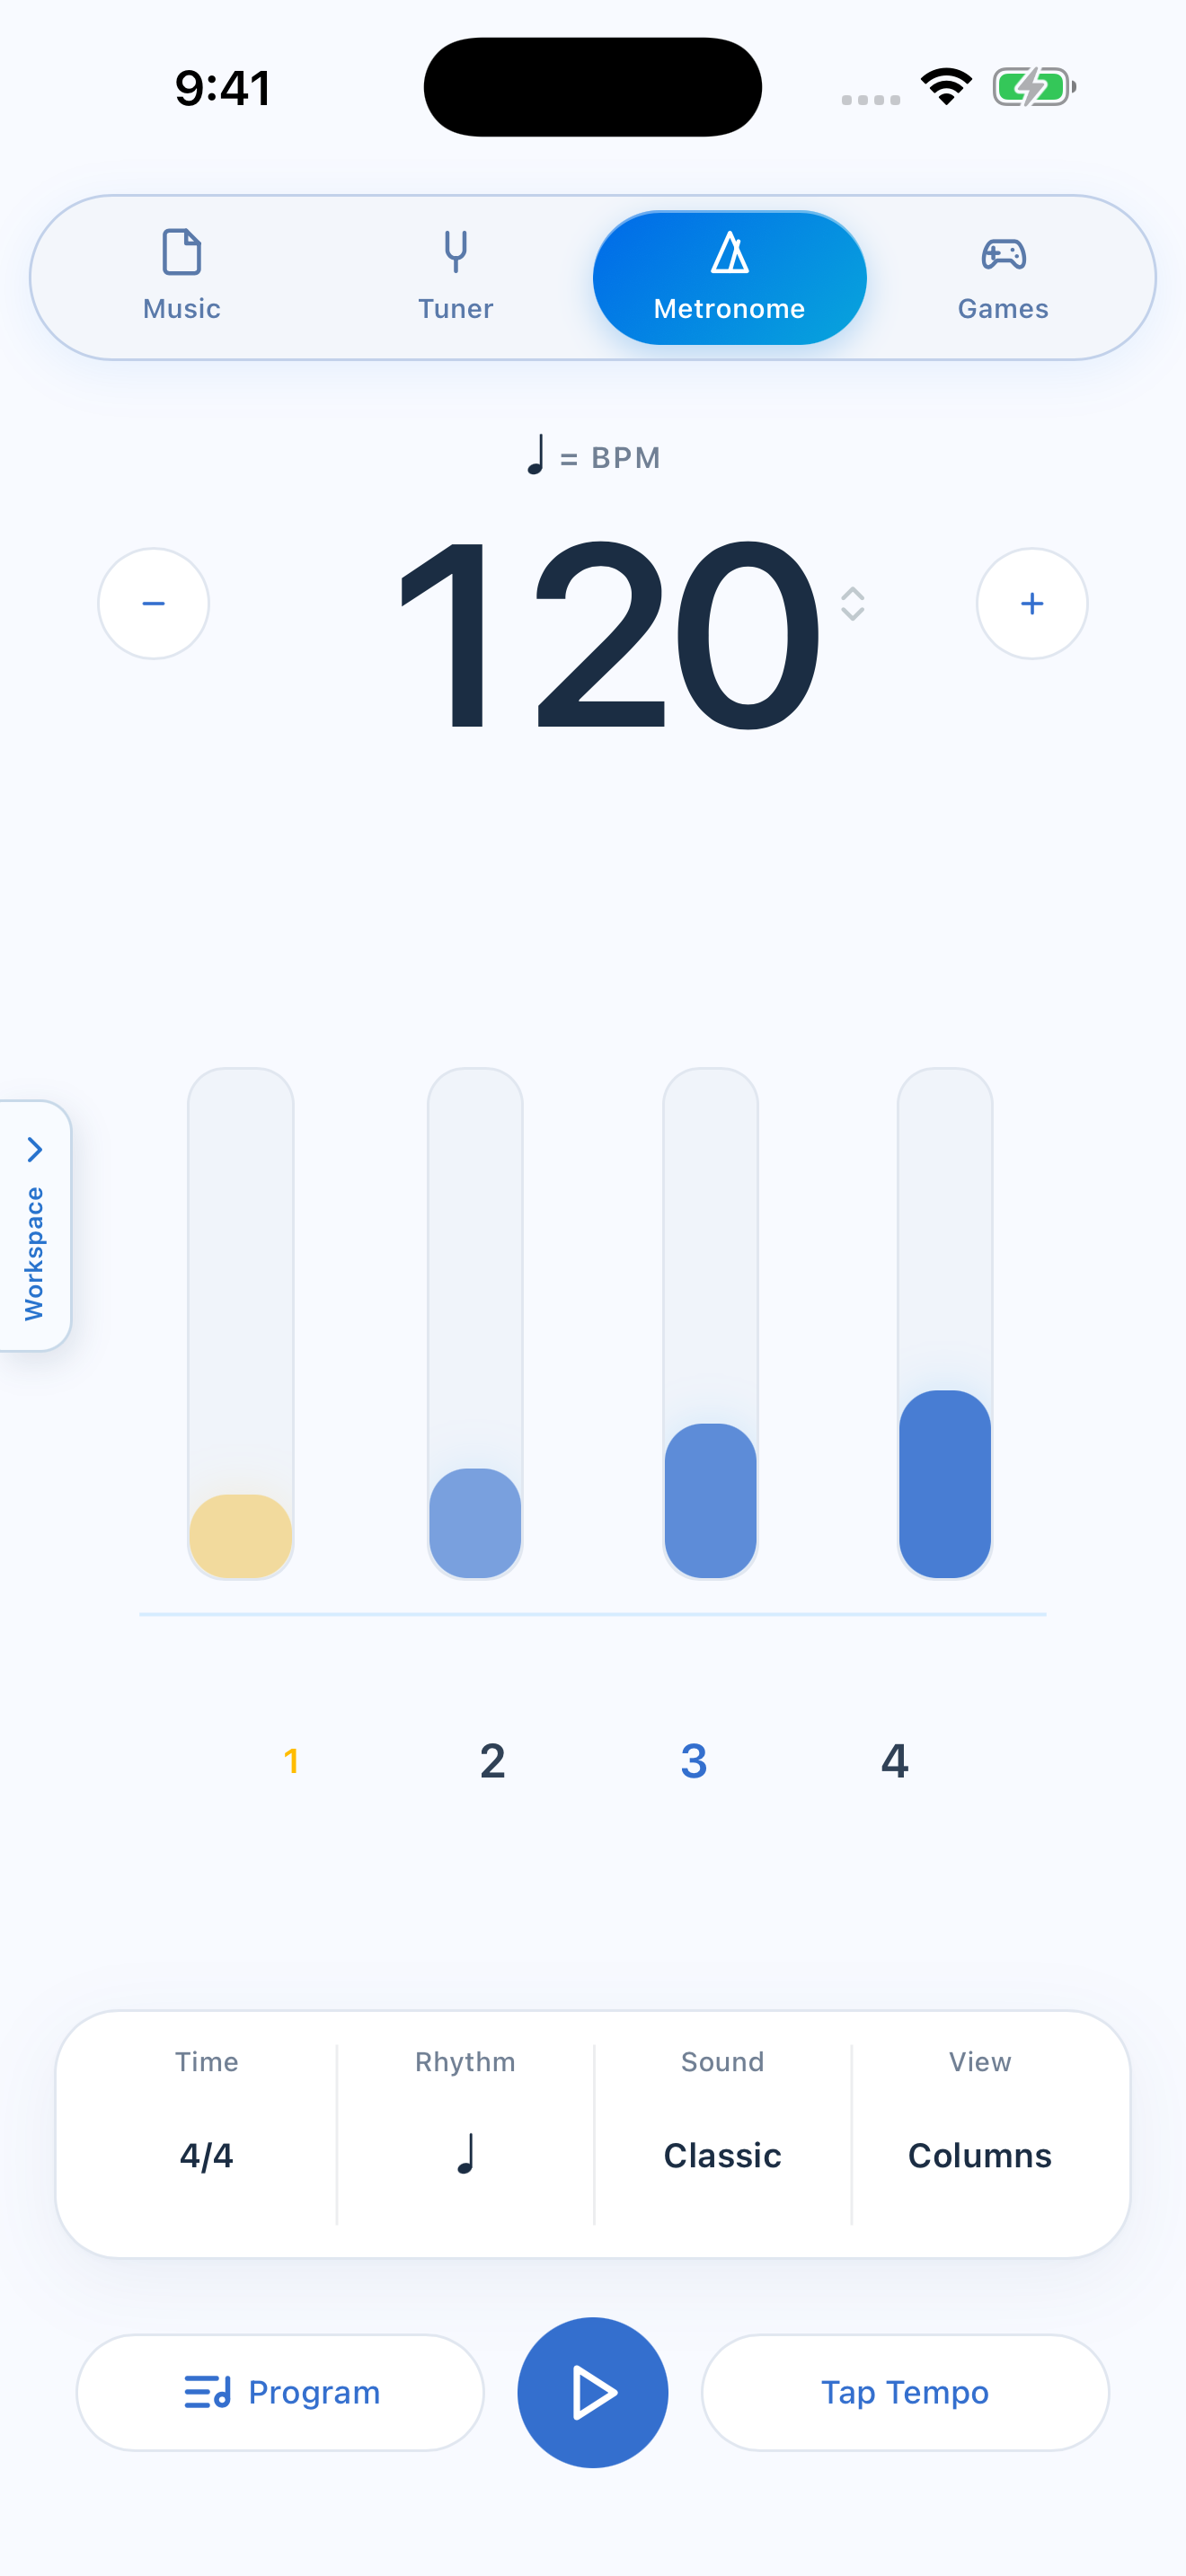 9:41
Music Tuner Metronome Games
♩ = BPM
− 120 +
Workspace
1 2 3 4
Time Rhythm Sound View
4/4 ♩ Classic Columns
Program Tap Tempo